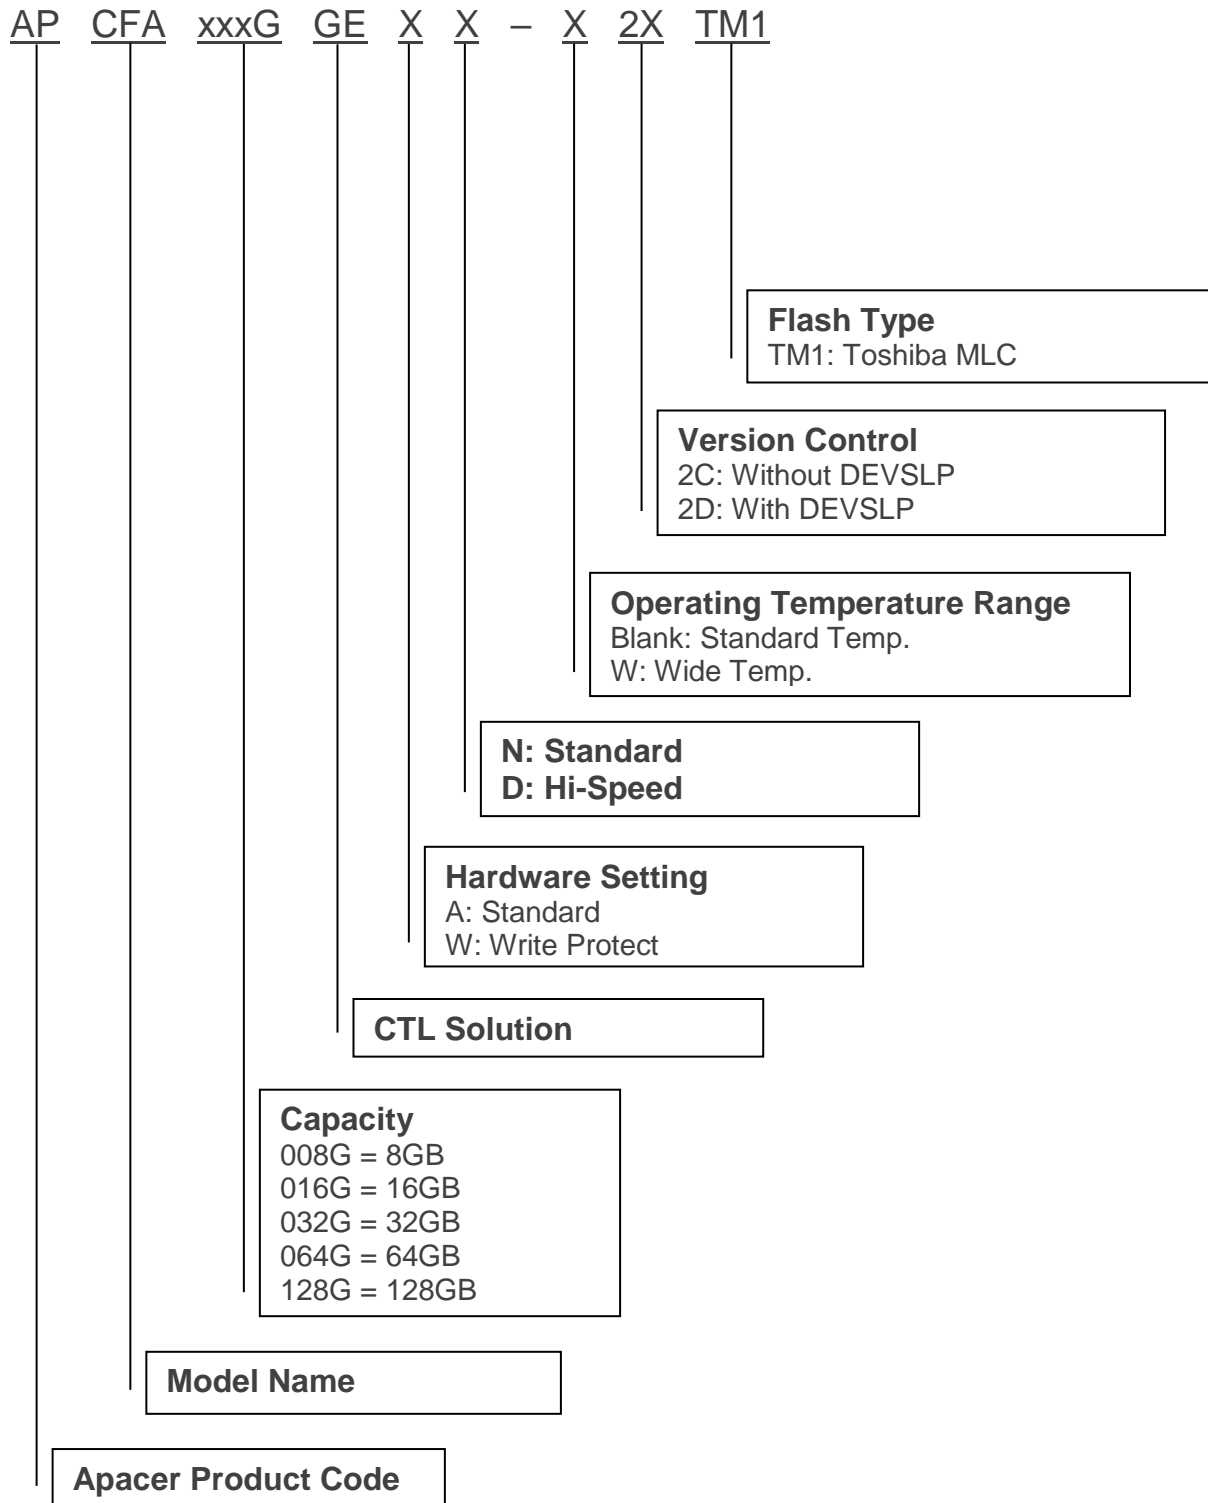 AP CFA xxxG GE X X – X 2X TM1
Flash Type
TM1: Toshiba MLC
Version Control
2C: Without DEVSLP
2D: With DEVSLP
Operating Temperature Range
Blank: Standard Temp.
W: Wide Temp.
N: Standard
D: Hi-Speed
Hardware Setting
A: Standard
W: Write Protect
CTL Solution
Capacity
008G = 8GB
016G = 16GB
032G = 32GB
064G = 64GB
128G = 128GB
Model Name
Apacer Product Code